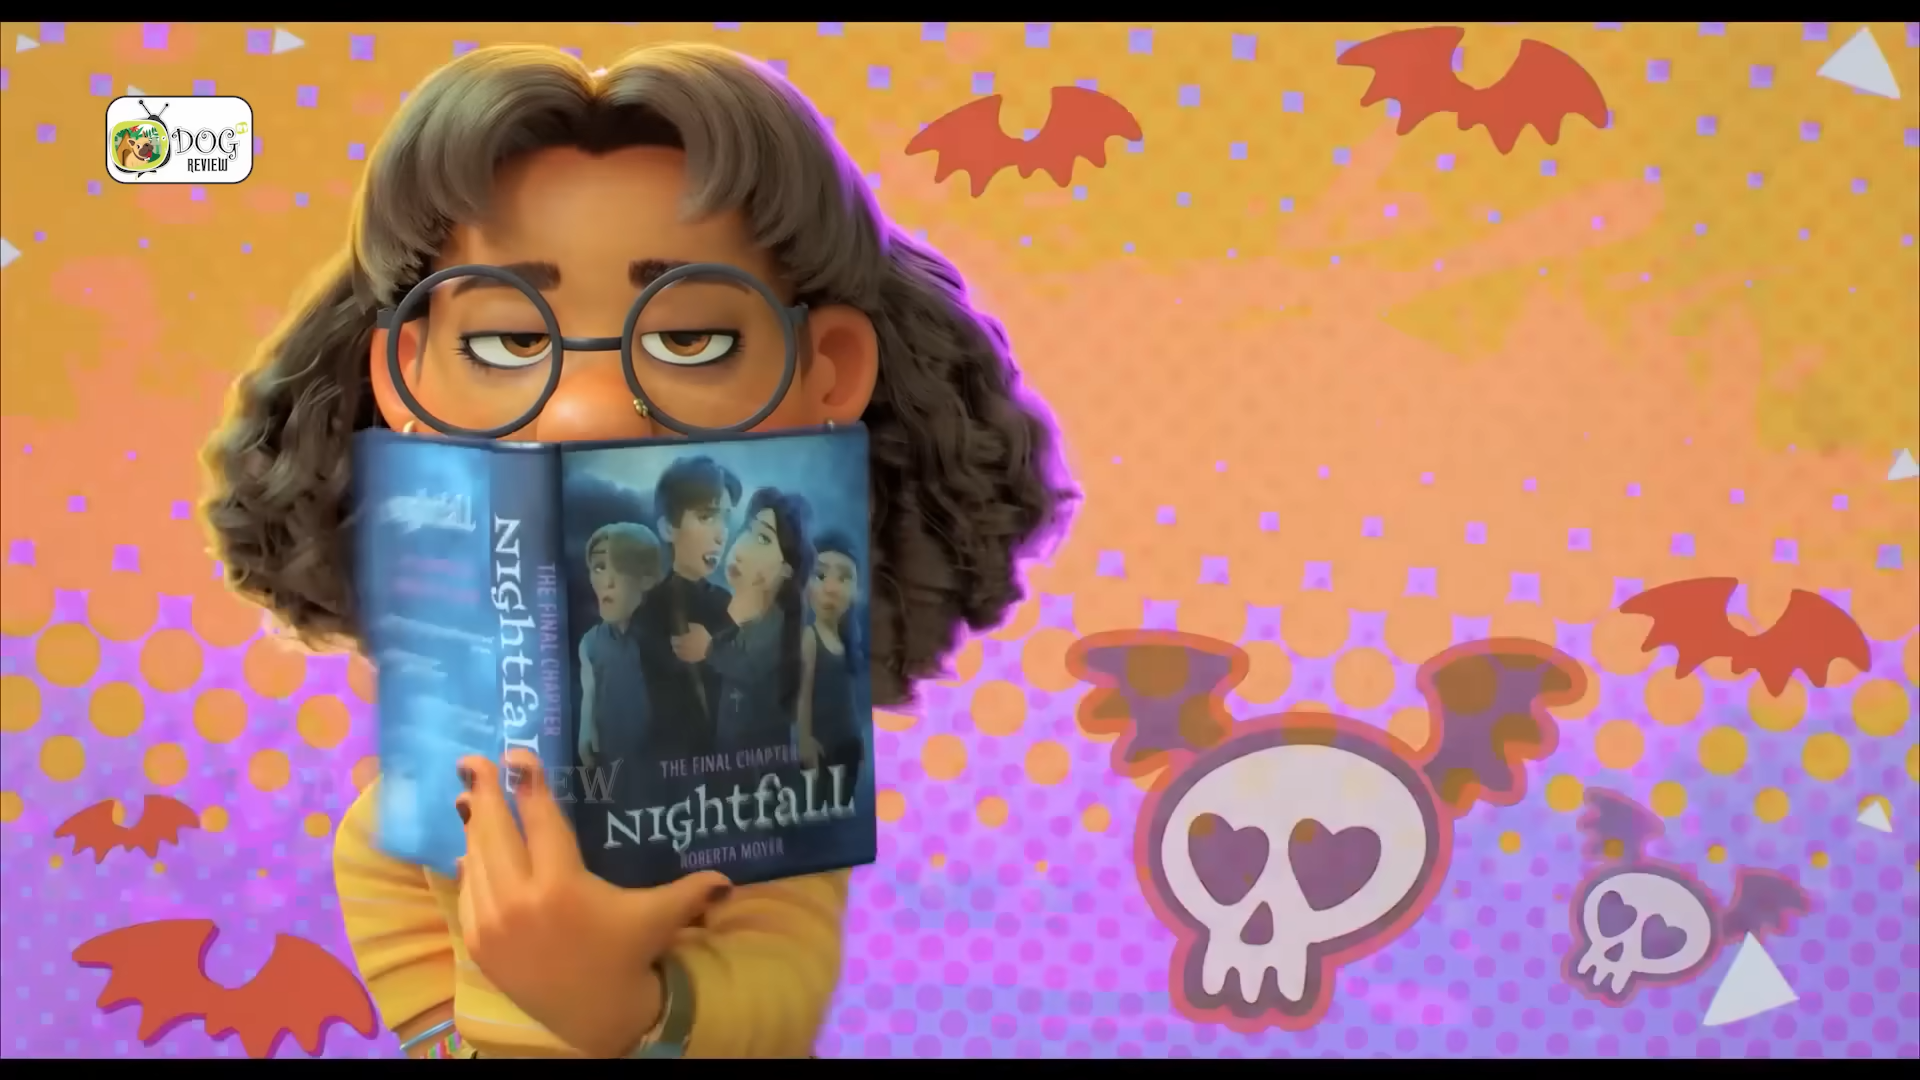 DOG
REVIEW
NIGHTFALL
THE FINAL CHAPTER
THE FINAL CHAPTER
NIGHTFALL
ROBERTA MOYER